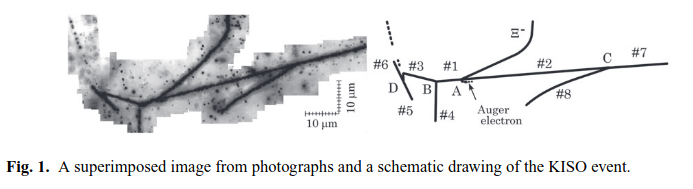 10 μm
10 μm
Ξ⁻
#6 #3 #1 #2 C #7
D B A #8
#5 #4 Auger
electron
Fig. 1. A superimposed image from photographs and a schematic drawing of the KISO event.